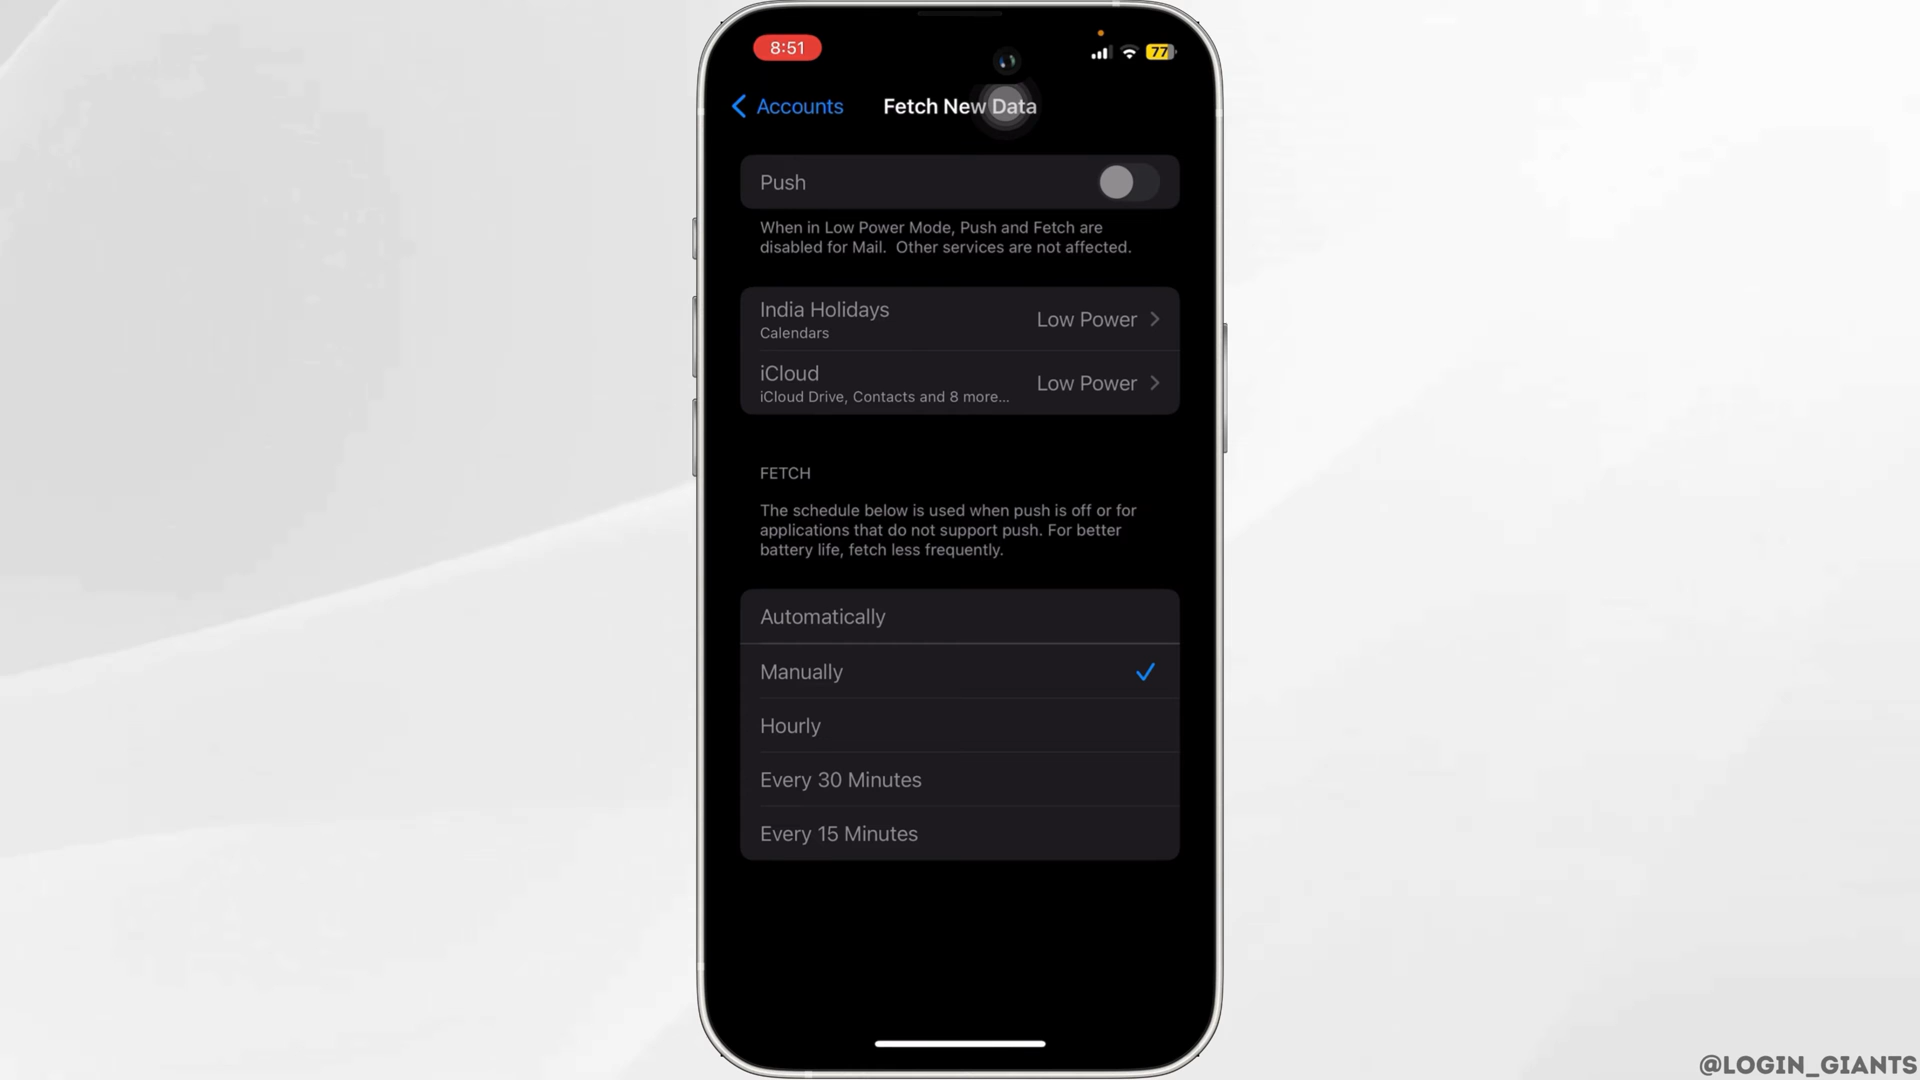 8:51
77
Accounts
Fetch New Data
Push
When in Low Power Mode, Push and Fetch are
disabled for Mail. Other services are not affected.
India Holidays
Calendars
Low Power
iCloud
iCloud Drive, Contacts and 8 more...
Low Power
FETCH
The schedule below is used when push is off or for
applications that do not support push. For better
battery life, fetch less frequently.
Automatically
Manually
Hourly
Every 30 Minutes
Every 15 Minutes
@LOGIN_GIANTS